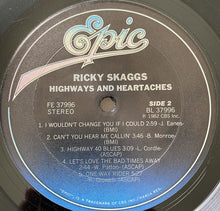 Epic
RICKY SKAGGS
HIGHWAYS AND HEARTACHES
FE 37996
STEREO
SIDE 2
BL 37996
℗ 1982 CBS Inc.
1. I WOULDN'T CHANGE YOU IF I COULD 2:59 -J. Eanes-
(BMI)
2. CAN'T YOU HEAR ME CALLIN' 3:46 -B. Monroe-
(BMI)
3. HIGHWAY 40 BLUES 3:09 -L. Cordle-
(ASCAP)
4. LET'S LOVE THE BAD TIMES AWAY
2:44 -W. Patton- (ASCAP)
5. ONE WAY RIDER 5:21